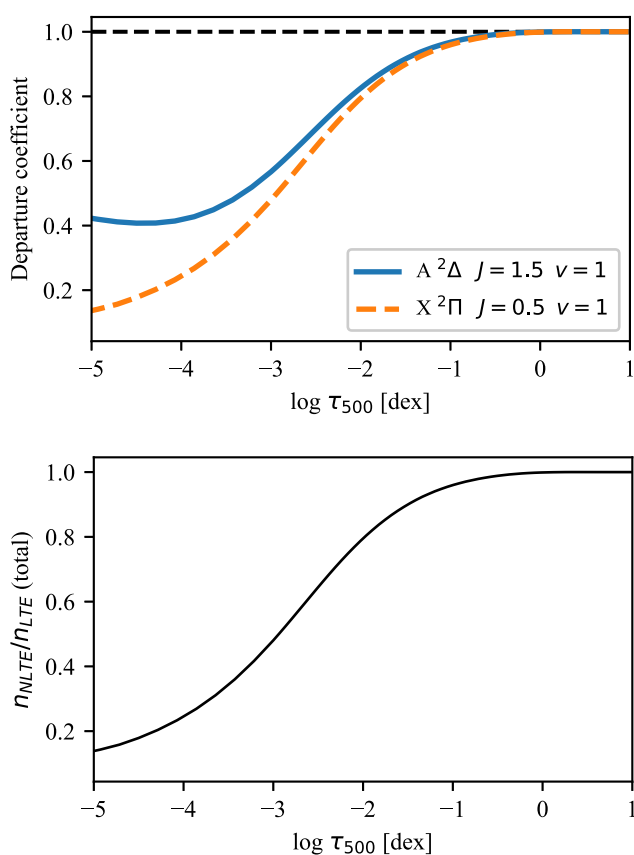 Departure coefficient
1.0
0.8
0.6
0.4
0.2
A ²Δ J = 1.5 v = 1
X ²Π J = 0.5 v = 1
−5 −4 −3 −2 −1 0 1
log τ₅₀₀ [dex]
n_NLTE/n_LTE (total)
1.0
0.8
0.6
0.4
0.2
−5 −4 −3 −2 −1 0 1
log τ₅₀₀ [dex]